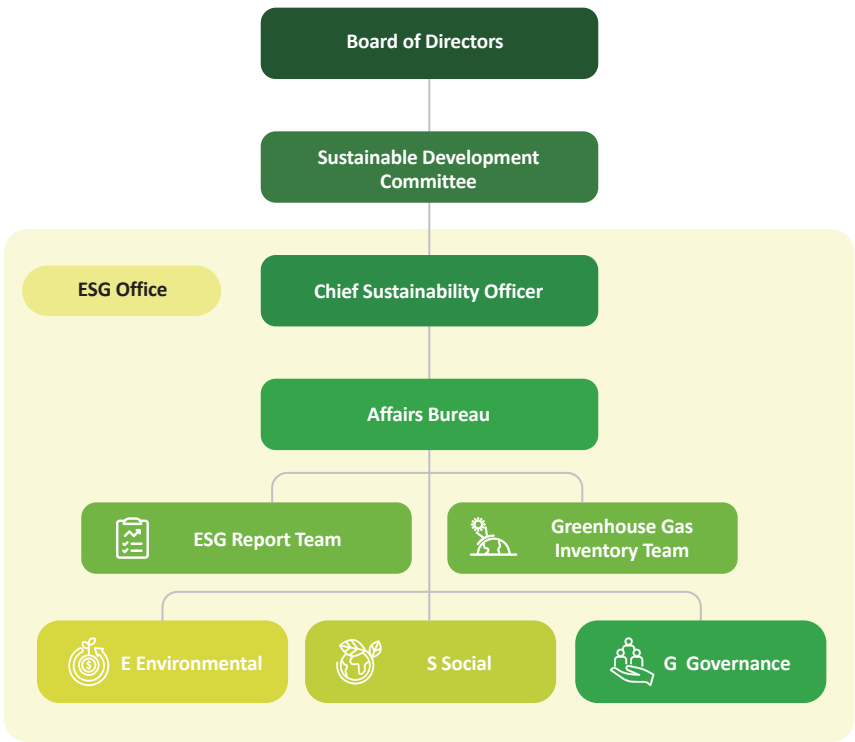 Board of Directors
Sustainable Development
Committee
ESG Office
Chief Sustainability Officer
Affairs Bureau
ESG Report Team
Greenhouse Gas
Inventory Team
$
E Environmental
S Social
G Governance